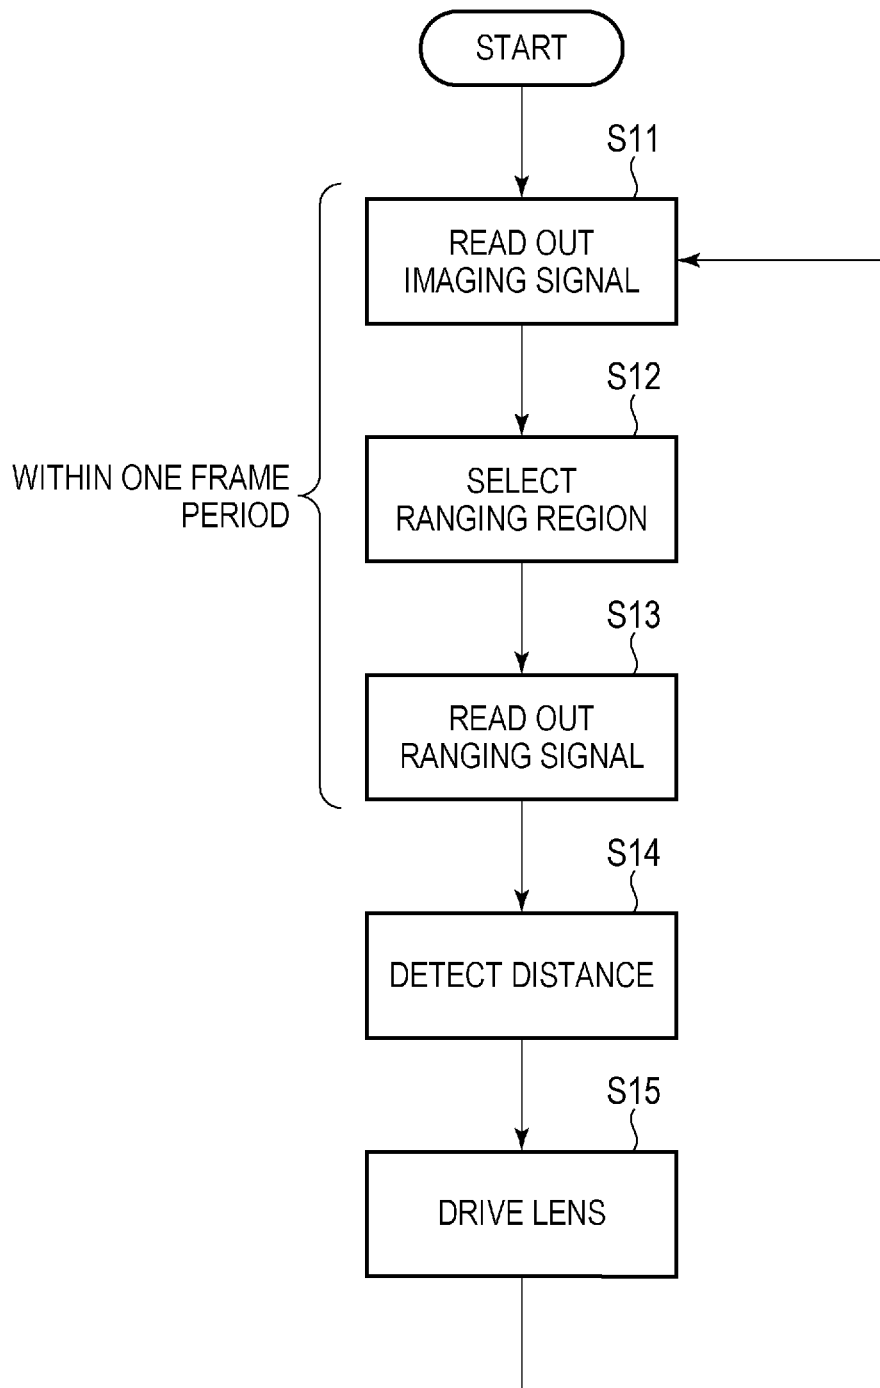 START
S11
READ OUT
IMAGING SIGNAL
S12
WITHIN ONE FRAME
PERIOD
SELECT
RANGING REGION
S13
READ OUT
RANGING SIGNAL
S14
DETECT DISTANCE
S15
DRIVE LENS